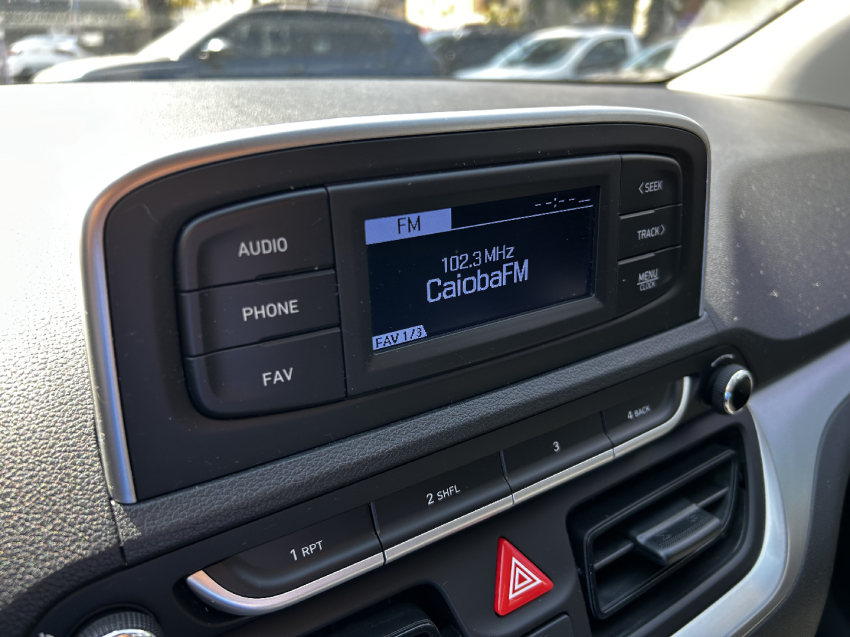 AUDIO
PHONE
FAV
FM
--:--
102.3 MHz
CaiobaFM
FAV 1/3
<SEEK
TRACK>
MENU
CLOCK
1 RPT
2 SHFL
3
4 BACK